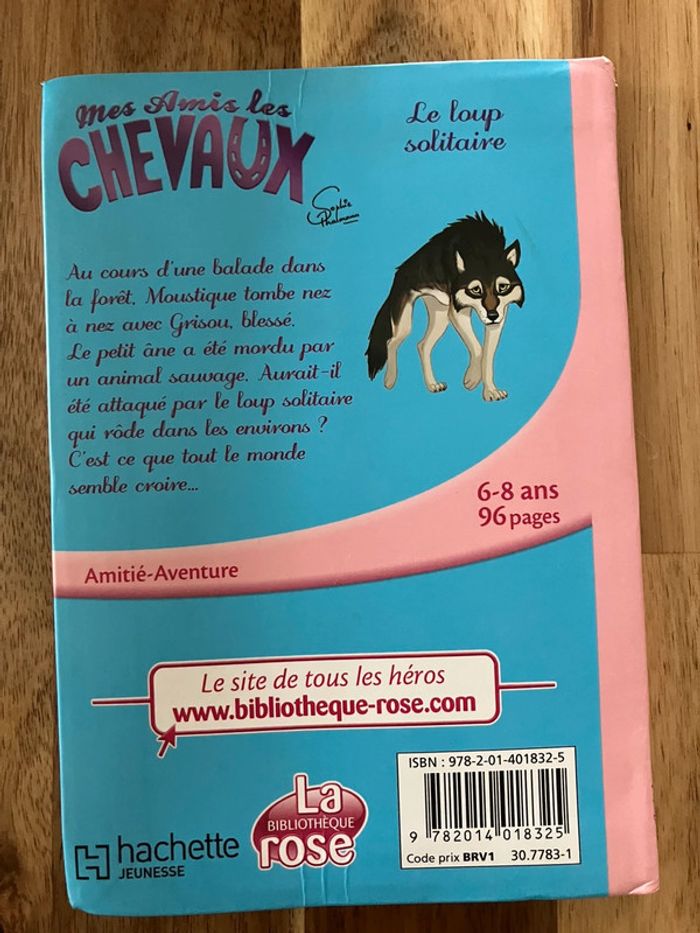 Mes Amis les
CHEVAUX
Sophie
Thalmann
Le loup
solitaire
Au cours d'une balade dans
la forêt, Moustique tombe nez
à nez avec Grisou, blessé.
Le petit âne a été mordu par
un animal sauvage. Aurait-il
été attaqué par le loup solitaire
qui rôde dans les environs ?
C'est ce que tout le monde
semble croire...
6-8 ans
96 pages
Amitié-Aventure
Le site de tous les héros
www.bibliotheque-rose.com
hachette
JEUNESSE
La
BIBLIOTHÈQUE
rose
ISBN : 978-2-01-401832-5
9 782014 018325
Code prix BRV1 30.7783-1